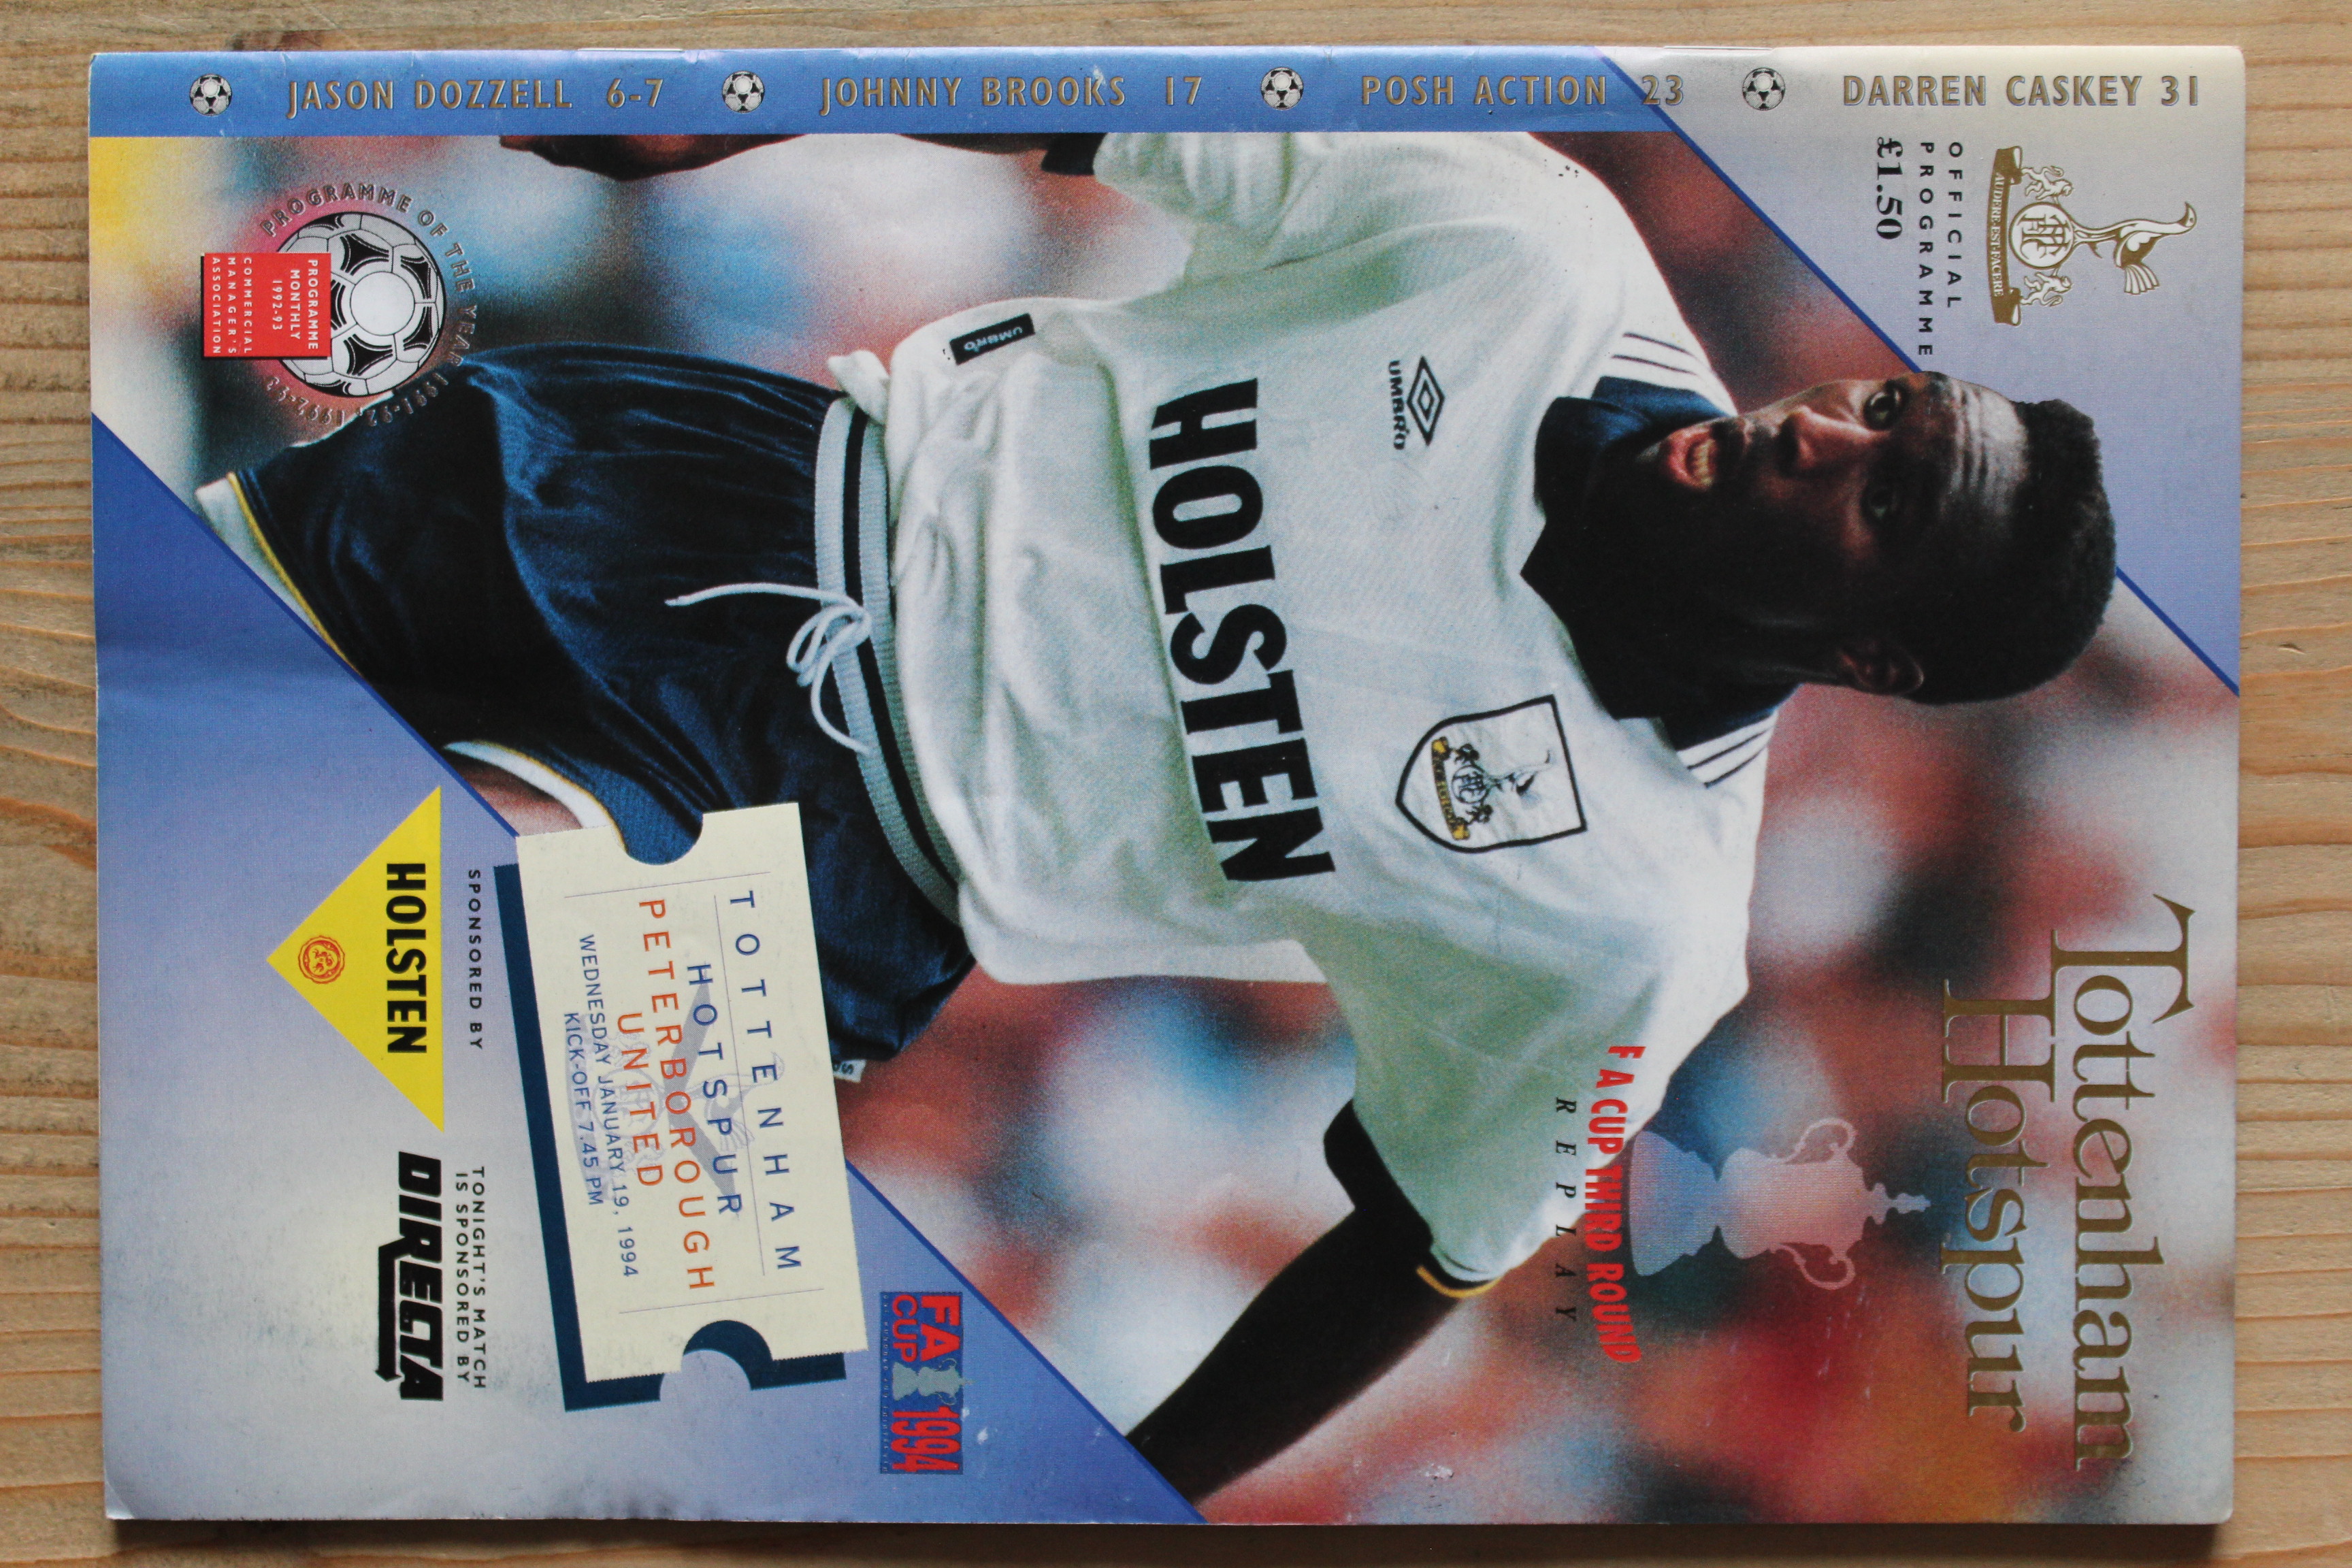 JASON DOZZELL 6-7
JOHNNY BROOKS 17
POSH ACTION 23
DARREN CASKEY 31
AUDERE·EST·FACERE
OFFICIAL
PROGRAMME
£1.50
Tottenham
Hotspur
FA CUP THIRD ROUND
REPLAY
UMBRO
HOLSTEN
UMBRO
PROGRAMME OF THE YEAR 1991-92, 1992-93
PROGRAMME
MONTHLY
1992-93
COMMERCIAL
MANAGER'S
ASSOCIATION
TOTTENHAM
HOTSPUR
PETERBOROUGH
UNITED
WEDNESDAY JANUARY 19, 1994
KICK-OFF 7.45 PM
FA
CUP
1994
SPONSORED BY
HOLSTEN
TONIGHT'S MATCH
IS SPONSORED BY
DIRECTA